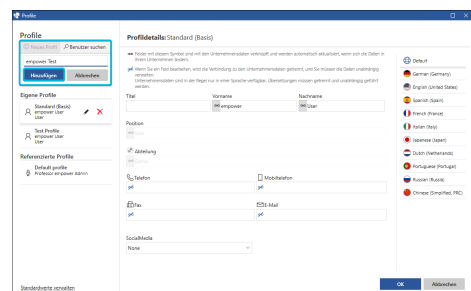 Profile
Profile
Neues Profil
Benutzer suchen
empower Test
Hinzufügen
Abbrechen
Eigene Profile
Standard (Basis)
empower User
User
Test Profile
empower User
User
Referenzierte Profile
Default profile
Professor empower Admin
Standardwerte verwalten
Profildetails: Standard (Basis)
Felder mit diesem Symbol sind mit den Unternehmensdaten verknüpft und werden automatisch aktualisiert, wenn sich die Daten in Ihrem Unternehmen ändern.
Wenn Sie ein Feld bearbeiten, wird die Verbindung zu den Unternehmensdaten getrennt, und Sie müssen die Daten unabhängig verwalten.
Unternehmensdaten sind in der Regel nur in einer Sprache verfügbar. Übersetzungen müssen getrennt und unabhängig gepflegt werden.
Titel
Vorname
Nachname
empower
User
Position
Abteilung
Telefon
Mobiltelefon
Fax
E-Mail
SocialMedia
None
Default
German (Germany)
English (United States)
Spanish (Spain)
French (France)
Italian (Italy)
Japanese (Japan)
Dutch (Netherlands)
Portuguese (Portugal)
Russian (Russia)
Chinese (Simplified, PRC)
OK
Abbrechen